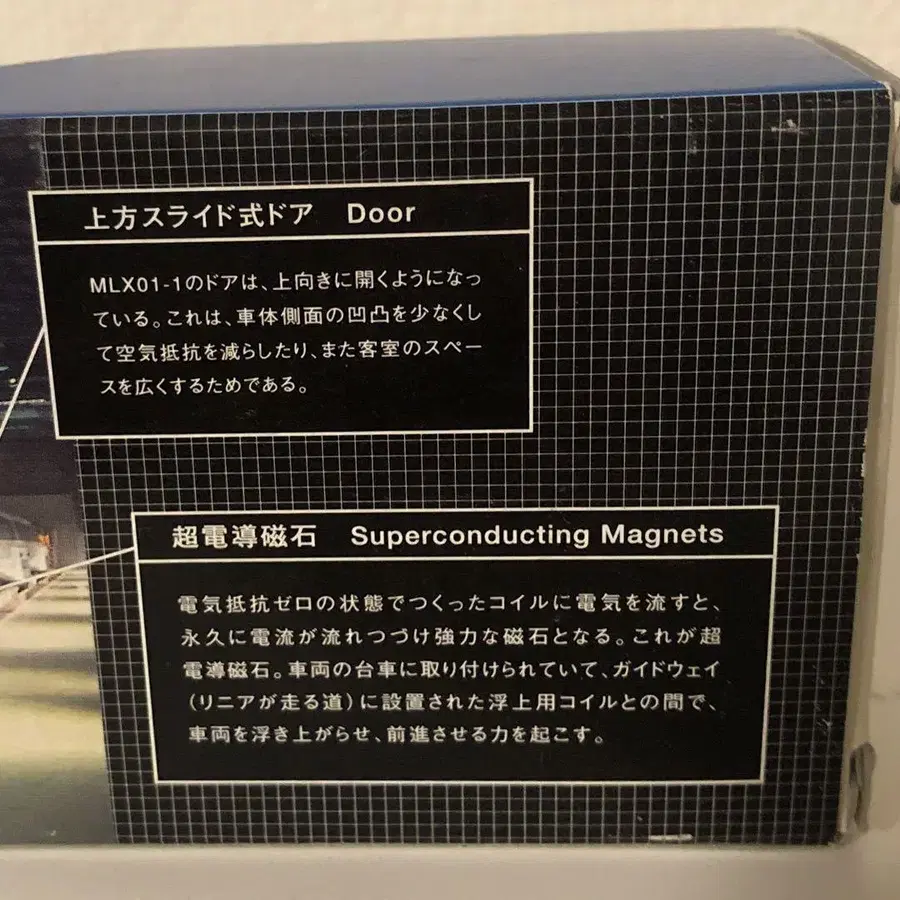 上方スライド式ドア Door
MLX01-1のドアは、上向きに開くようになっ
ている。これは、車体側面の凹凸を少なくし
て空気抵抗を減らしたり、また客室のスペー
スを広くするためである。
超電導磁石 Superconducting Magnets
電気抵抗ゼロの状態でつくったコイルに電気を流すと、
永久に電流が流れつづけ強力な磁石となる。これが超
電導磁石。車両の台車に取り付けられていて、ガイドウェイ
（リニアが走る道）に設置された浮上用コイルとの間で、
車両を浮き上がらせ、前進させる力を起こす。